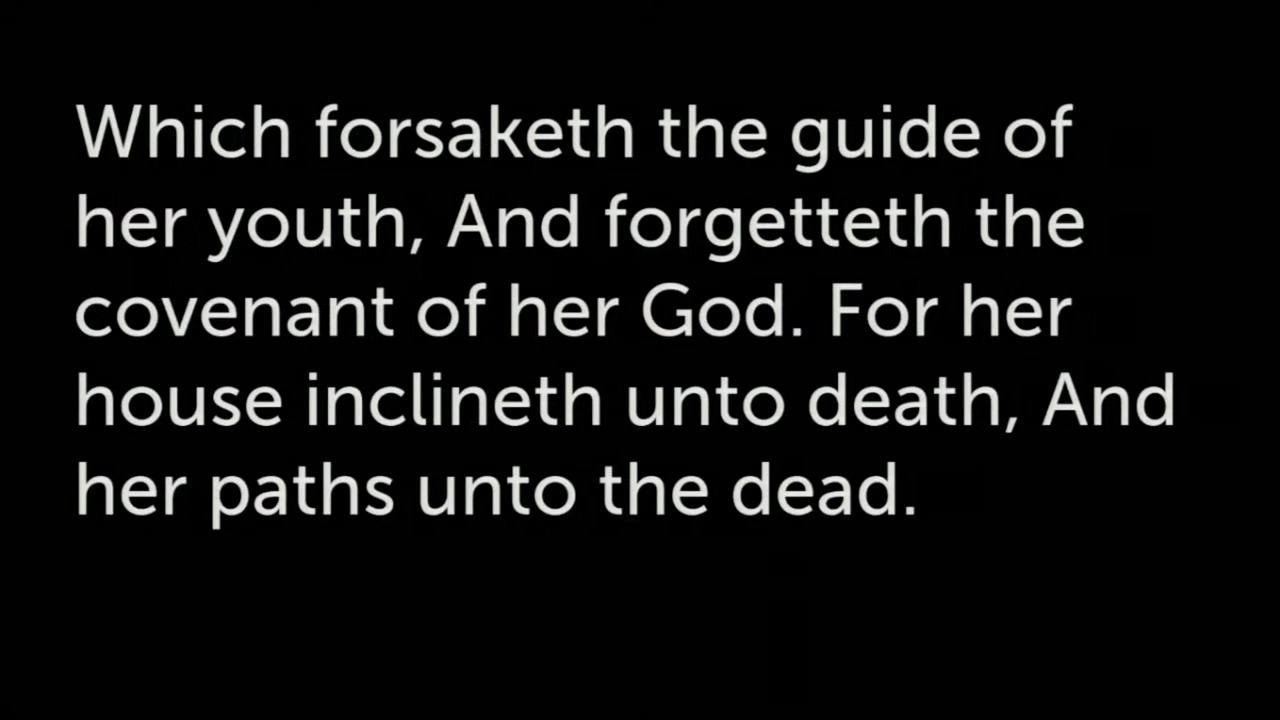 Which forsaketh the guide of
her youth, And forgetteth the
covenant of her God. For her
house inclineth unto death, And
her paths unto the dead.